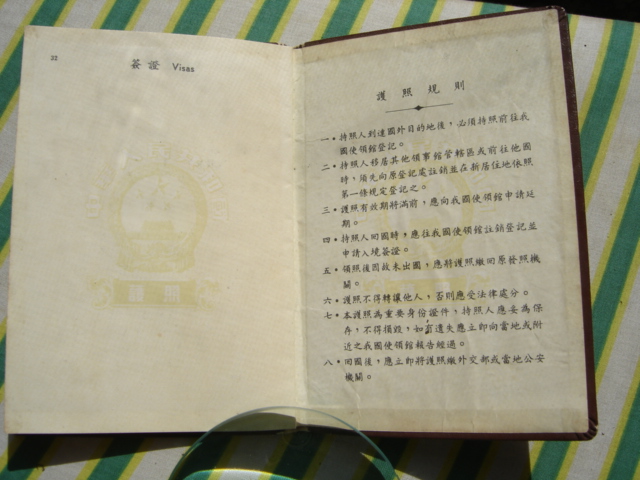 32
簽證 Visas
護照規則
一·持照人到達國外目的地後，必須持照前往我
國使領館登記。
二·持照人移居其他領事館管轄區或前往他國
時，須先向原登記處註銷並在新居住地依照
第一條規定登記之。
三·護照有效期將滿前，應向我國使領館申請延
期。
四·持照人回國時，應往我國使領館註銷登記並
申請入境簽證。
五·領照後因故未出國，應將護照繳回原發照機
關。
六·護照不得轉讓他人，否則應受法律處分。
七·本護照為重要身份證件，持照人應妥為保
存，不得損毀，如有遺失應立即向當地或附
近之我國使領館報告經過。
八·回國後，應立即將護照繳外交部或當地公安
機關。